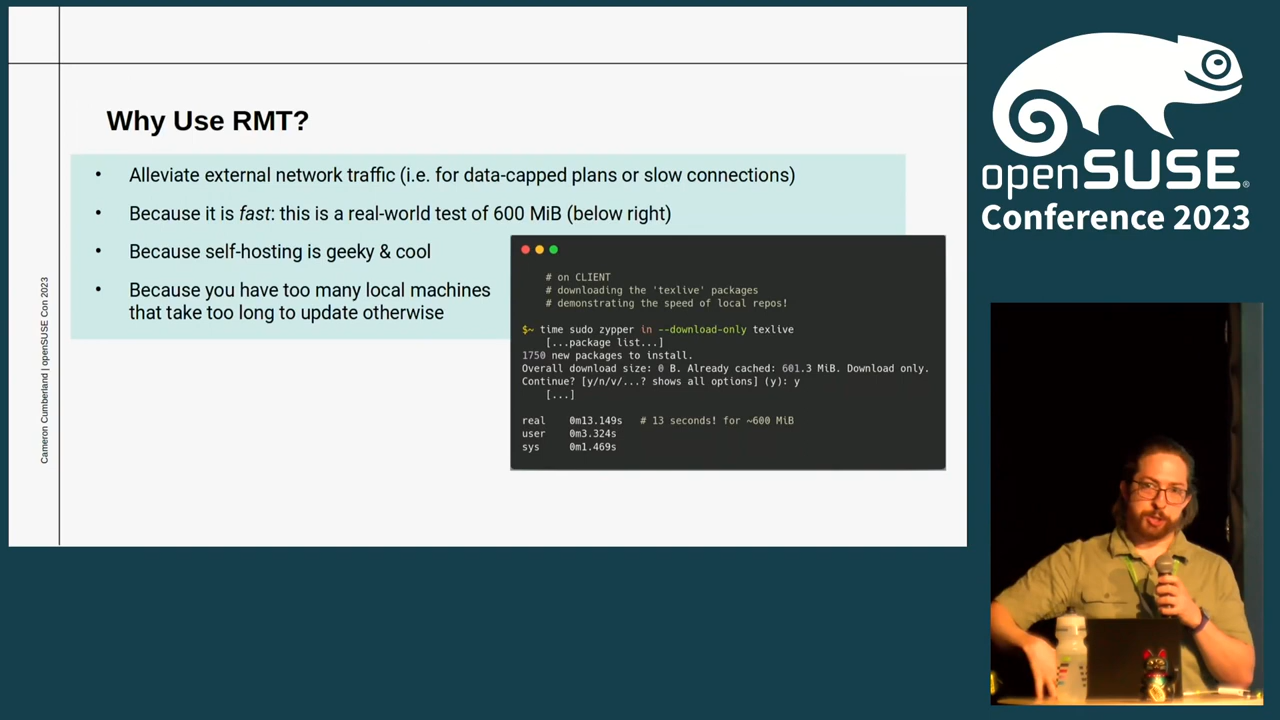 Why Use RMT?
• Alleviate external network traffic (i.e. for data-capped plans or slow connections)
• Because it is fast: this is a real-world test of 600 MiB (below right)
• Because self-hosting is geeky & cool
• Because you have too many local machines
that take too long to update otherwise
# on CLIENT
# downloading the 'texlive' packages
# demonstrating the speed of local repos!
$~ time sudo zypper in --download-only texlive
[...package list...]
1750 new packages to install.
Overall download size: 0 B. Already cached: 601.3 MiB. Download only.
Continue? [y/n/v/...? shows all options] (y): y
[...]
real 0m13.149s # 13 seconds! for ~600 MiB
user 0m3.324s
sys 0m1.469s
Cameron Cumberland | openSUSE Con 2023
openSUSE®
Conference 2023